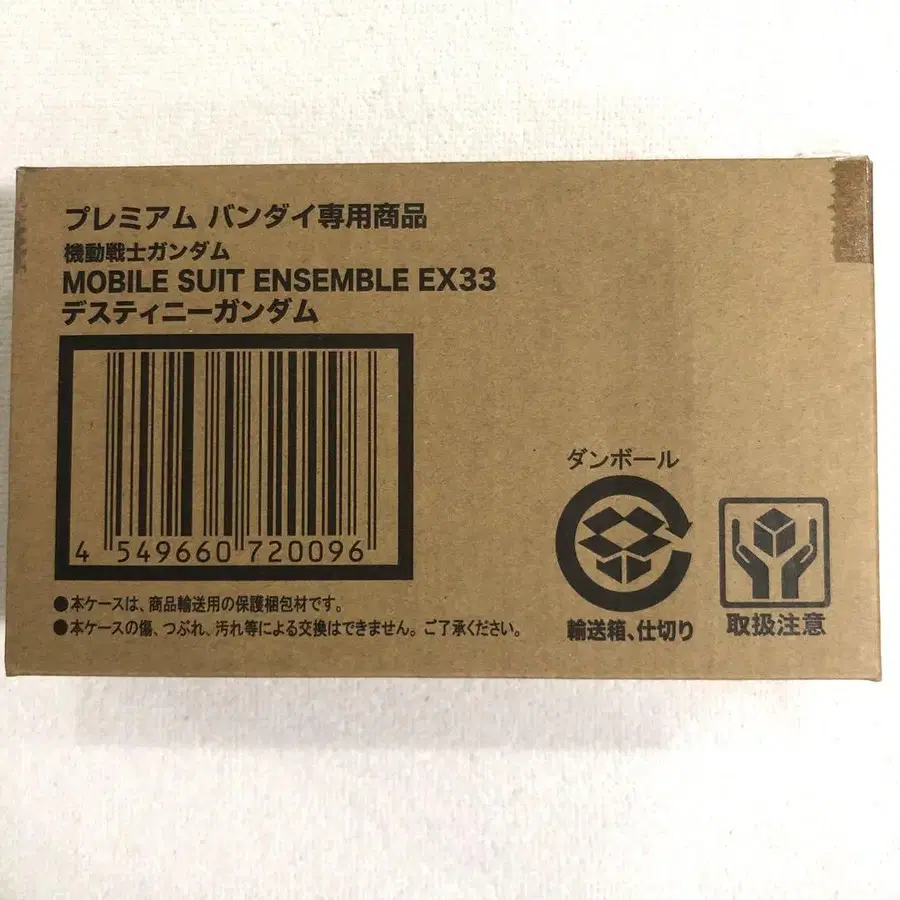 プレミアム バンダイ専用商品
機動戦士ガンダム
MOBILE SUIT ENSEMBLE EX33
デスティニーガンダム
4 549660 720096
●本ケースは、商品輸送用の保護梱包材です。
●本ケースの傷、つぶれ、汚れ等による交換はできません。ご了承ください。
ダンボール
輸送箱、仕切り
取扱注意